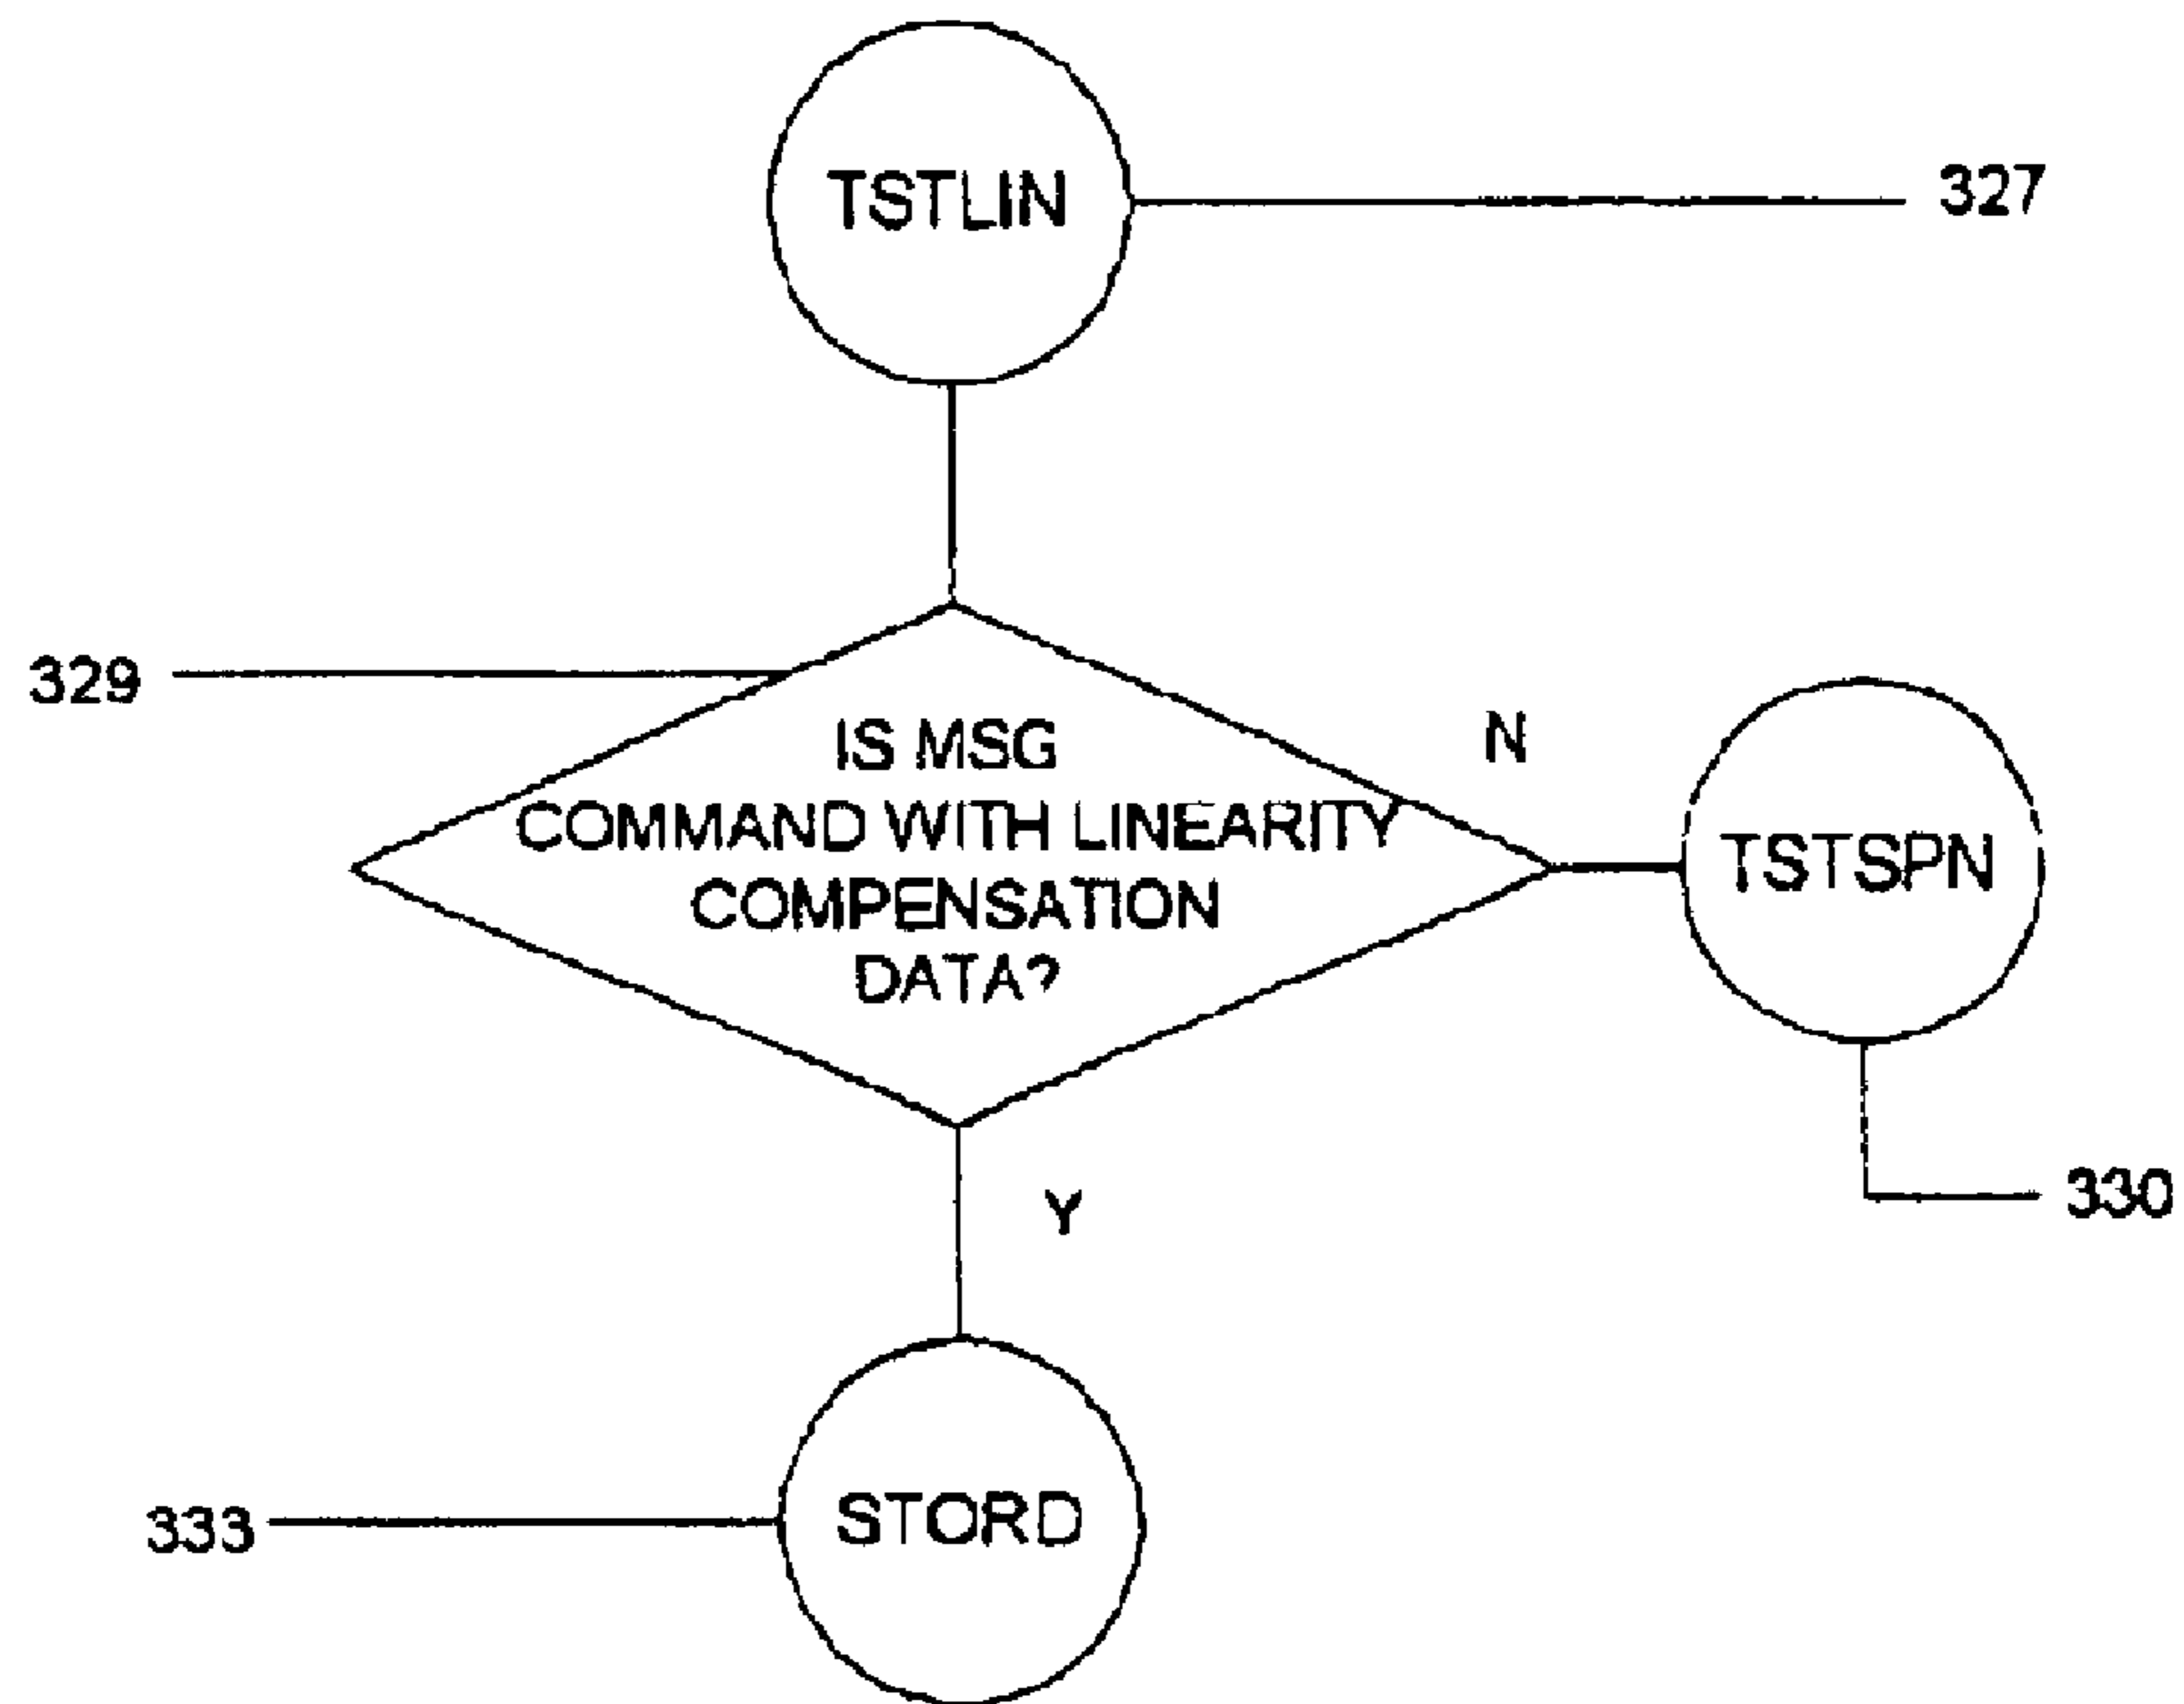 TSTLIN
327
329
IS MSG
COMMAND WITH LINEARITY
COMPENSATION
DATA?
N
TSTSPN
330
Y
STORD
333